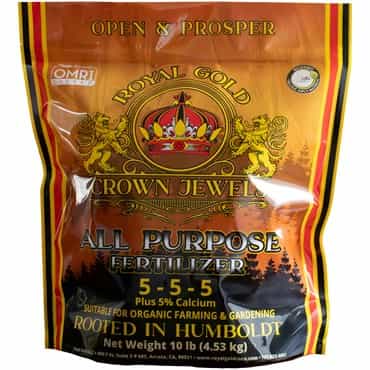 OPEN & PROSPER
OMRI
LISTED
ROYAL GOLD
CROWN JEWELS
ALL PURPOSE
FERTILIZER
5 - 5 - 5
Plus 5% Calcium
SUITABLE FOR ORGANIC FARMING & GARDENING
ROOTED IN HUMBOLDT
Net Weight 10 lb (4.53 kg)